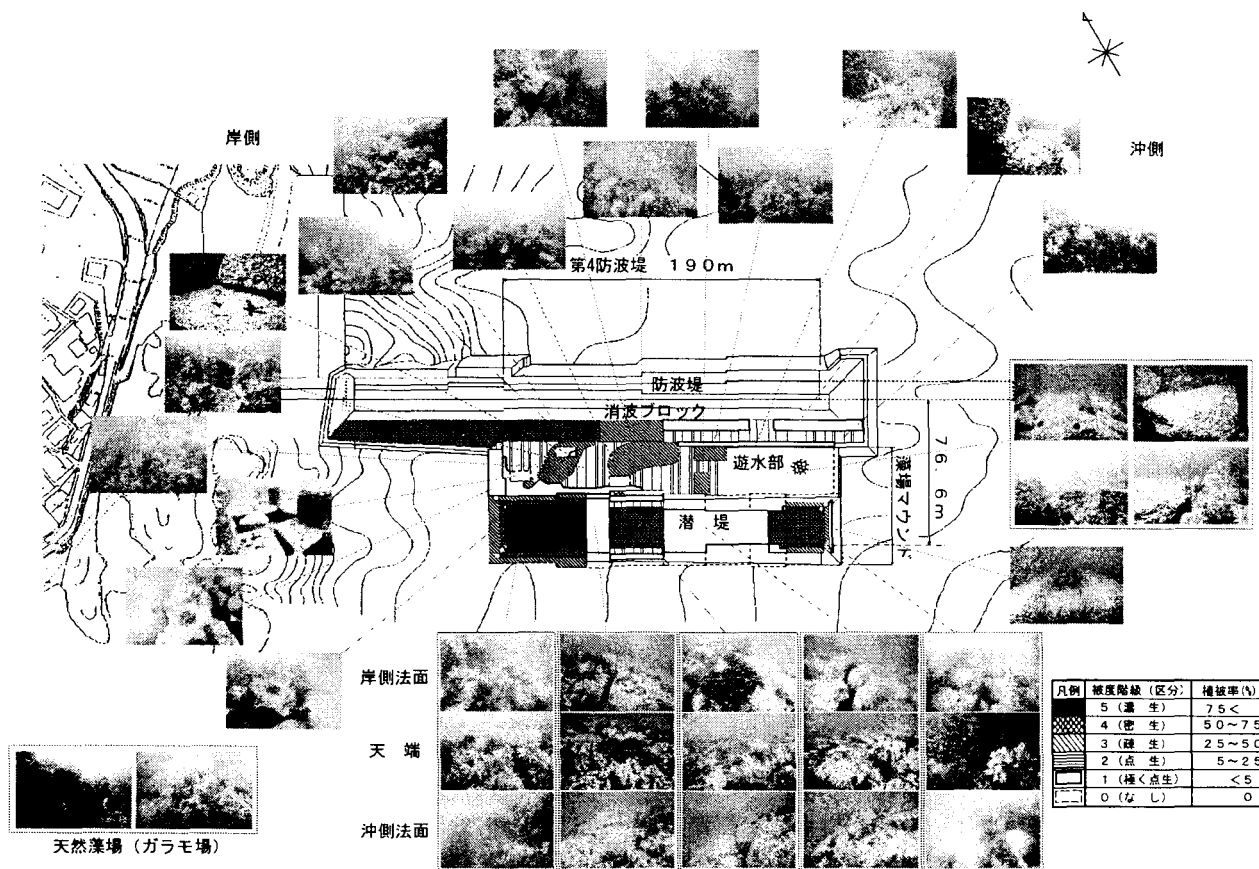 岸側
沖側
第4防波堤 190m
防波堤
消波ブロック
遊水部
潜堤
藻場マウンド
76.6m
岸側法面
天端
沖側法面
天然藻場(ガラモ場)
凡例 被度階級(区分) 植被率(%)
5(濃生) 75<
4(密生) 50~75
3(疎生) 25~50
2(点生) 5~25
1(極く点生) <5
0(なし) 0